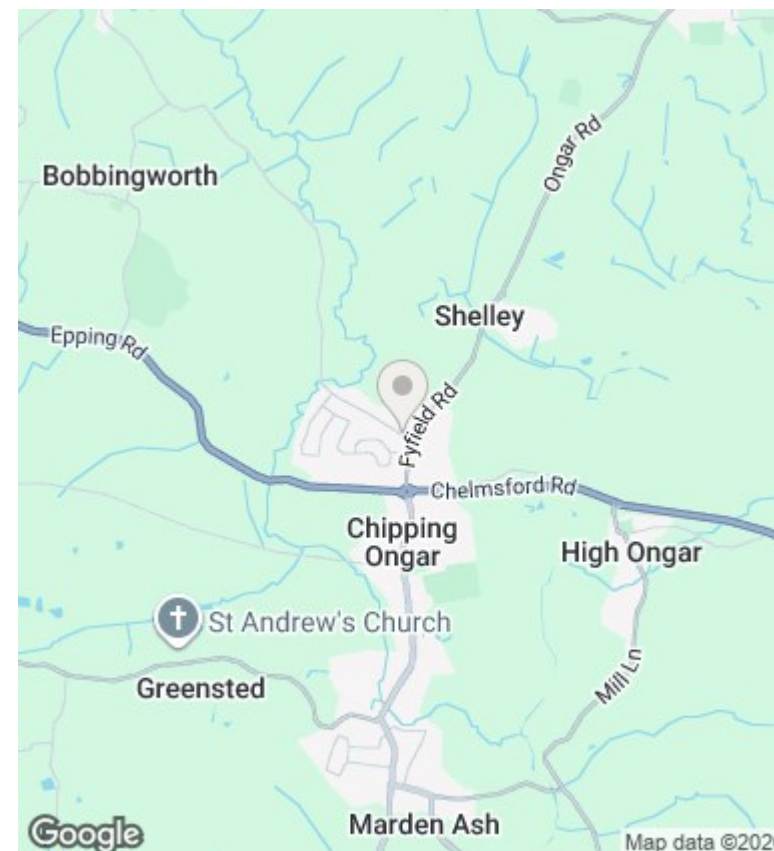 Ongar Rd
Bobbingworth
Shelley
Epping Rd
Fyfield Rd
Chelmsford Rd
Chipping
Ongar
High Ongar
St Andrew's Church
Mill Ln
Greensted
Marden Ash
Google
Map data ©202